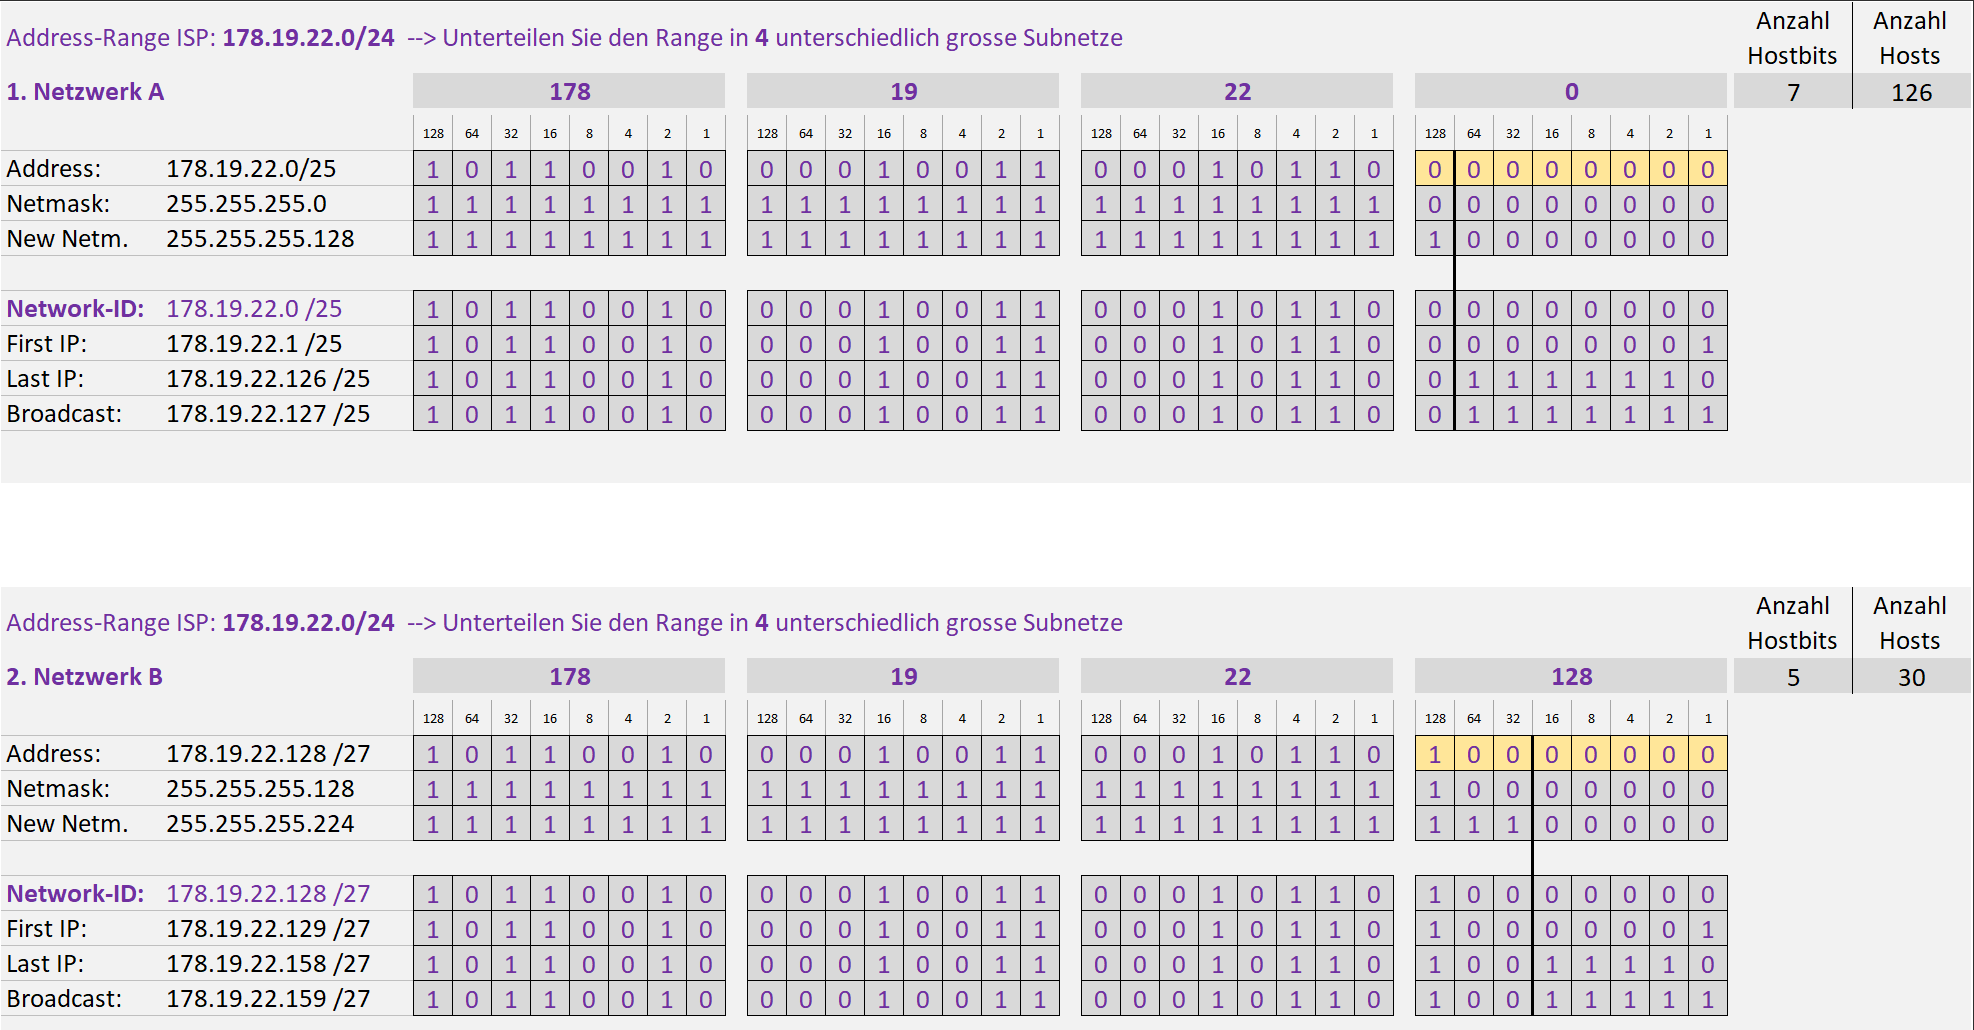 Anzahl Anzahl
Address-Range ISP: 178.19.22.0/24 --> Unterteilen Sie den Range in 4 unterschiedlich grosse Subnetze
Hostbits Hosts
1. Netzwerk A 178 19 22 0 7 126
128 64 32 16 8 4 2 1 128 64 32 16 8 4 2 1 128 64 32 16 8 4 2 1 128 64 32 16 8 4 2 1
Address: 178.19.22.0/25 1 0 1 1 0 0 1 0 0 0 0 1 0 0 1 1 0 0 0 1 0 1 1 0 0 0 0 0 0 0 0 0
Netmask: 255.255.255.0 1 1 1 1 1 1 1 1 1 1 1 1 1 1 1 1 1 1 1 1 1 1 1 1 0 0 0 0 0 0 0 0
New Netm. 255.255.255.128 1 1 1 1 1 1 1 1 1 1 1 1 1 1 1 1 1 1 1 1 1 1 1 1 1 0 0 0 0 0 0 0
Network-ID: 178.19.22.0 /25 1 0 1 1 0 0 1 0 0 0 0 1 0 0 1 1 0 0 0 1 0 1 1 0 0 0 0 0 0 0 0 0
First IP: 178.19.22.1 /25 1 0 1 1 0 0 1 0 0 0 0 1 0 0 1 1 0 0 0 1 0 1 1 0 0 0 0 0 0 0 0 1
Last IP: 178.19.22.126 /25 1 0 1 1 0 0 1 0 0 0 0 1 0 0 1 1 0 0 0 1 0 1 1 0 0 1 1 1 1 1 1 0
Broadcast: 178.19.22.127 /25 1 0 1 1 0 0 1 0 0 0 0 1 0 0 1 1 0 0 0 1 0 1 1 0 0 1 1 1 1 1 1 1
Anzahl Anzahl
Address-Range ISP: 178.19.22.0/24 --> Unterteilen Sie den Range in 4 unterschiedlich grosse Subnetze
Hostbits Hosts
2. Netzwerk B 178 19 22 128 5 30
128 64 32 16 8 4 2 1 128 64 32 16 8 4 2 1 128 64 32 16 8 4 2 1 128 64 32 16 8 4 2 1
Address: 178.19.22.128 /27 1 0 1 1 0 0 1 0 0 0 0 1 0 0 1 1 0 0 0 1 0 1 1 0 1 0 0 0 0 0 0 0
Netmask: 255.255.255.128 1 1 1 1 1 1 1 1 1 1 1 1 1 1 1 1 1 1 1 1 1 1 1 1 1 0 0 0 0 0 0 0
New Netm. 255.255.255.224 1 1 1 1 1 1 1 1 1 1 1 1 1 1 1 1 1 1 1 1 1 1 1 1 1 1 1 0 0 0 0 0
Network-ID: 178.19.22.128 /27 1 0 1 1 0 0 1 0 0 0 0 1 0 0 1 1 0 0 0 1 0 1 1 0 1 0 0 0 0 0 0 0
First IP: 178.19.22.129 /27 1 0 1 1 0 0 1 0 0 0 0 1 0 0 1 1 0 0 0 1 0 1 1 0 1 0 0 0 0 0 0 1
Last IP: 178.19.22.158 /27 1 0 1 1 0 0 1 0 0 0 0 1 0 0 1 1 0 0 0 1 0 1 1 0 1 0 0 1 1 1 1 0
Broadcast: 178.19.22.159 /27 1 0 1 1 0 0 1 0 0 0 0 1 0 0 1 1 0 0 0 1 0 1 1 0 1 0 0 1 1 1 1 1